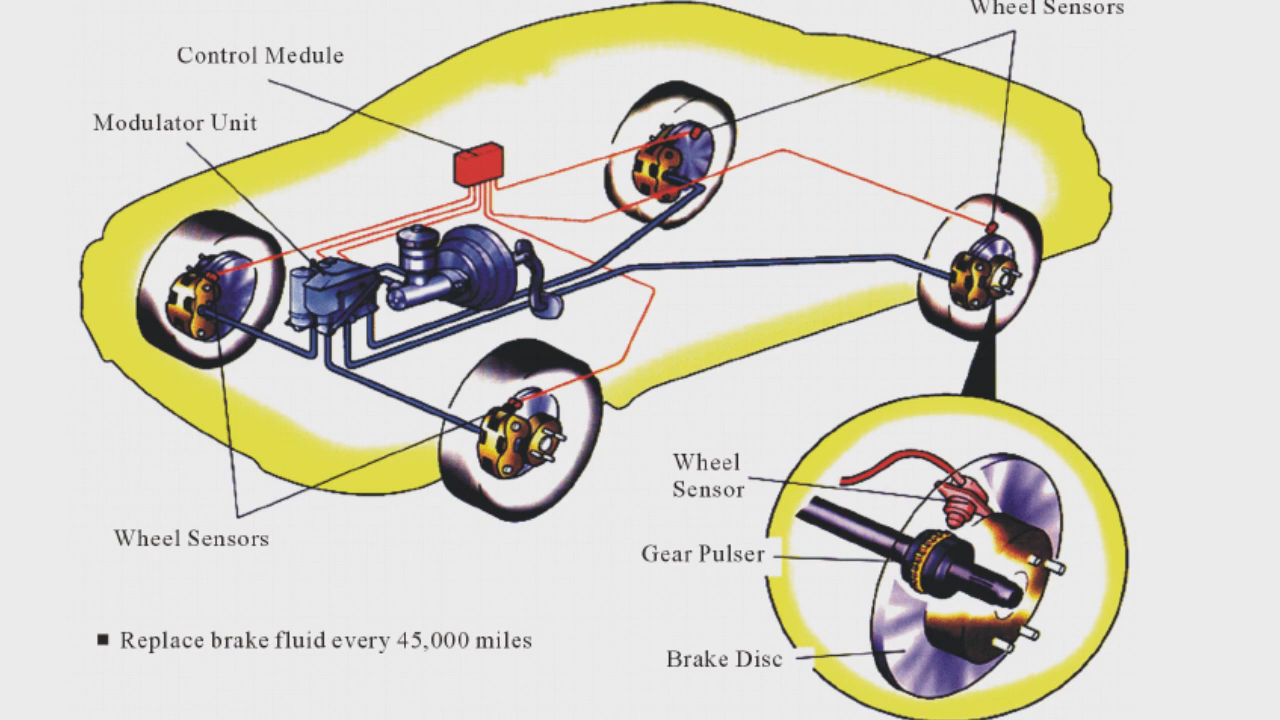 Wheel Sensors
Control Medule
Modulator Unit
Wheel
Sensor
Gear Pulser
Wheel Sensors
■ Replace brake fluid every 45,000 miles
Brake Disc